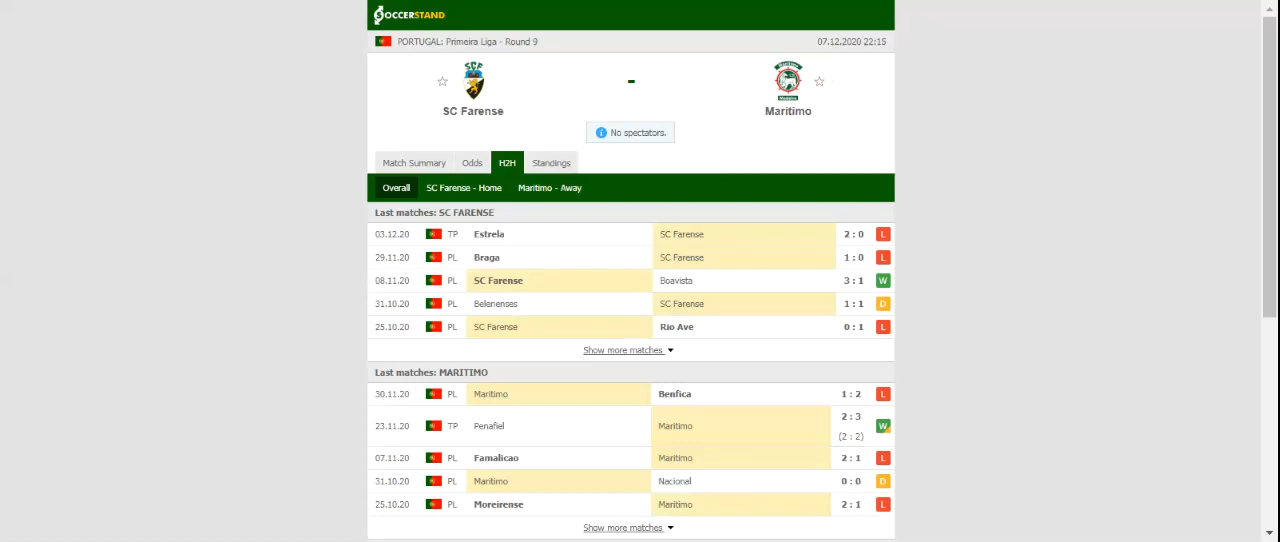 SOCCERSTAND
PORTUGAL: Primeira Liga - Round 9 07.12.2020 22:15
SCF Maritimo
-
Madeira
SC Farense Maritimo
No spectators.
Match Summary Odds H2H Standings
Overall SC Farense - Home Maritimo - Away
Last matches: SC FARENSE
03.12.20 TP Estrela SC Farense 2 : 0 L
29.11.20 PL Braga SC Farense 1 : 0 L
08.11.20 PL SC Farense Boavista 3 : 1 W
31.10.20 PL Belenenses SC Farense 1 : 1 D
25.10.20 PL SC Farense Rio Ave 0 : 1 L
Show more matches
Last matches: MARITIMO
30.11.20 PL Maritimo Benfica 1 : 2 L
23.11.20 TP Penafiel Maritimo 2 : 3 W
(2 : 2)
07.11.20 PL Famalicao Maritimo 2 : 1 L
31.10.20 PL Maritimo Nacional 0 : 0 D
25.10.20 PL Moreirense Maritimo 2 : 1 L
Show more matches